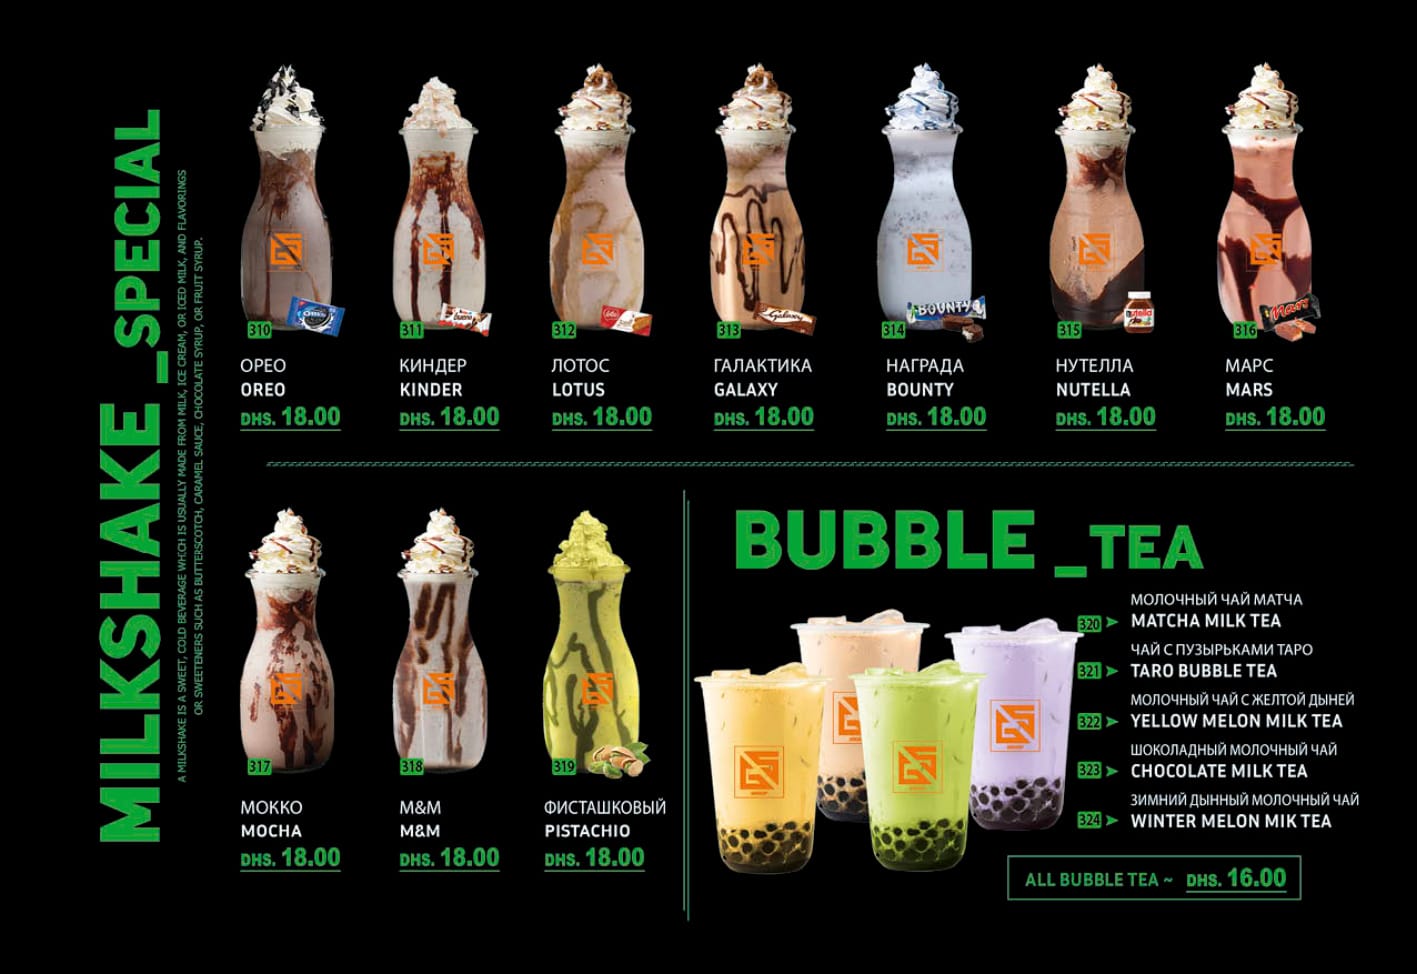 MILKSHAKE _SPECIAL
A MILKSHAKE IS A SWEET, COLD BEVERAGE WHICH IS USUALLY MADE FROM MILK, ICE CREAM, OR ICED MILK, AND FLAVORINGS
OR SWEETENERS SUCH AS BUTTERSCOTCH, CARAMEL SAUCE, CHOCOLATE SYRUP, OR FRUIT SYRUP.
310
ОРЕО
OREO
DHS. 18.00
311
bueno
КИНДЕР
KINDER
DHS. 18.00
312
ЛОТОС
LOTUS
DHS. 18.00
313
Galaxy
ГАЛАКТИКА
GALAXY
DHS. 18.00
314
BOUNTY
НАГРАДА
BOUNTY
DHS. 18.00
315
nutella
НУТЕЛЛА
NUTELLA
DHS. 18.00
316
Mars
МАРС
MARS
DHS. 18.00
317
МОККО
MOCHA
DHS. 18.00
318
M&M
M&M
DHS. 18.00
319
ФИСТАШКОВЫЙ
PISTACHIO
DHS. 18.00
BUBBLE _TEA
МОЛОЧНЫЙ ЧАЙ МАТЧА
320 MATCHA MILK TEA
ЧАЙ С ПУЗЫРЬКАМИ ТАРО
321 TARO BUBBLE TEA
МОЛОЧНЫЙ ЧАЙ С ЖЕЛТОЙ ДЫНЕЙ
322 YELLOW MELON MILK TEA
ШОКОЛАДНЫЙ МОЛОЧНЫЙ ЧАЙ
323 CHOCOLATE MILK TEA
ЗИМНИЙ ДЫННЫЙ МОЛОЧНЫЙ ЧАЙ
324 WINTER MELON MIK TEA
ALL BUBBLE TEA ~ DHS. 16.00